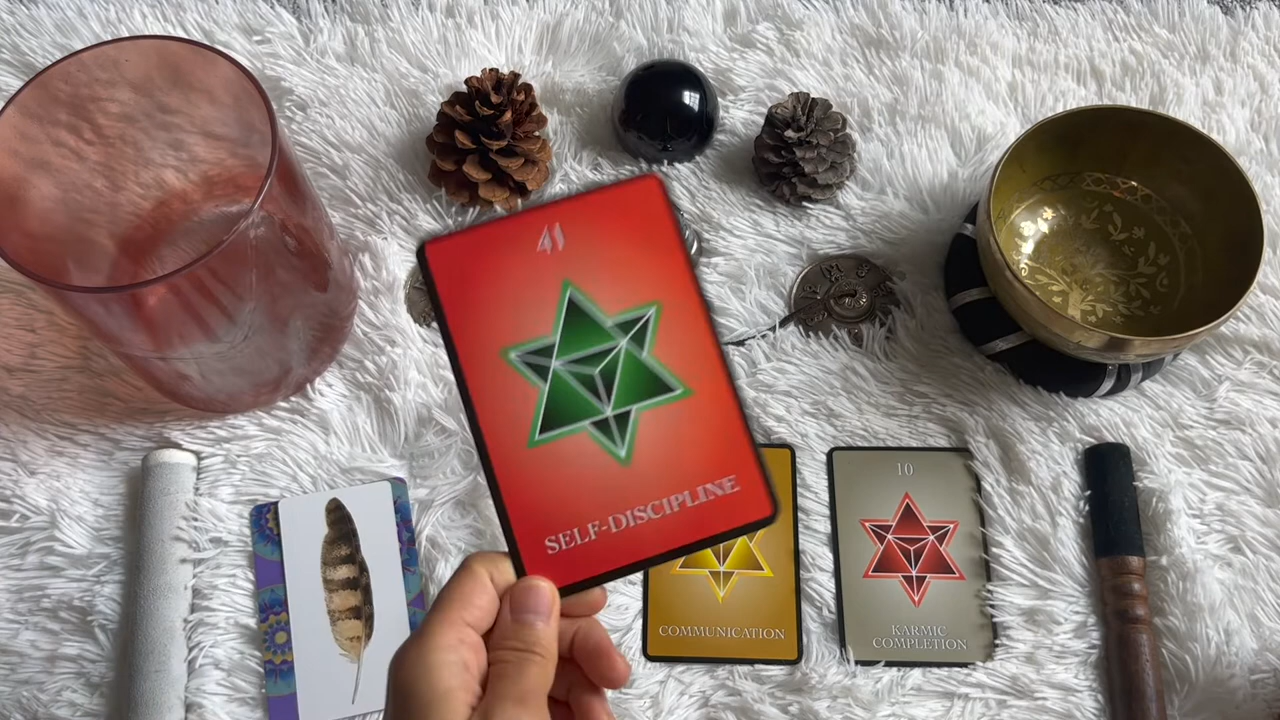 41
SELF-DISCIPLINE
COMMUNICATION
10
KARMIC
COMPLETION